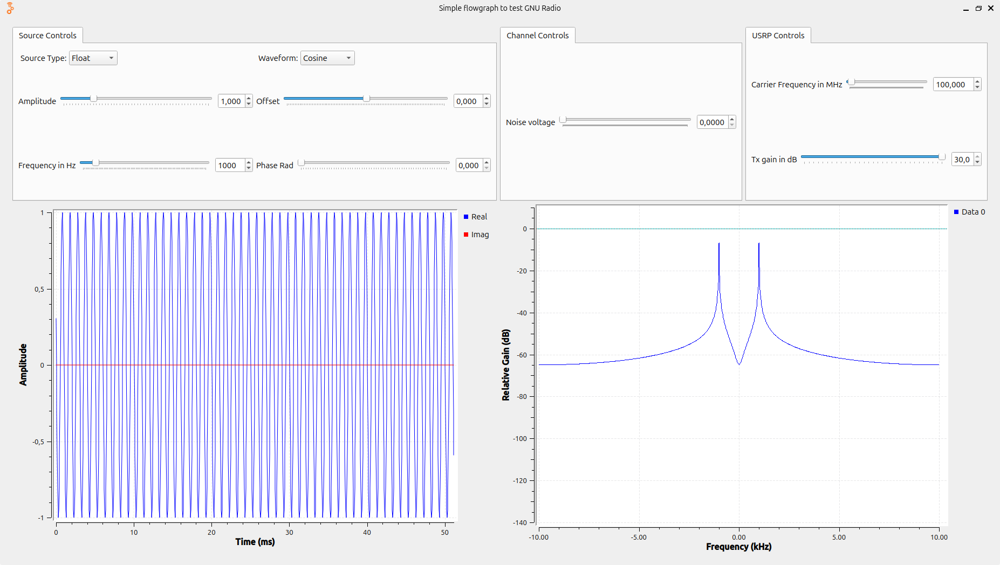 Simple flowgraph to test GNU Radio
Source Controls
Source Type: Float
Waveform: Cosine
Amplitude 1,000
Offset 0,000
Frequency in Hz 1000
Phase Rad 0,000
Channel Controls
Noise voltage 0,0000
USRP Controls
Carrier Frequency in MHz 100,000
Tx gain in dB 30,0
1
0,5
0
-0,5
-1
Amplitude
0 10 20 30 40 50
Time (ms)
Real
Imag
0
-20
-40
-60
-80
-100
-120
-140
Relative Gain (dB)
-10.00 -5.00 0.00 5.00 10.00
Frequency (kHz)
Data 0